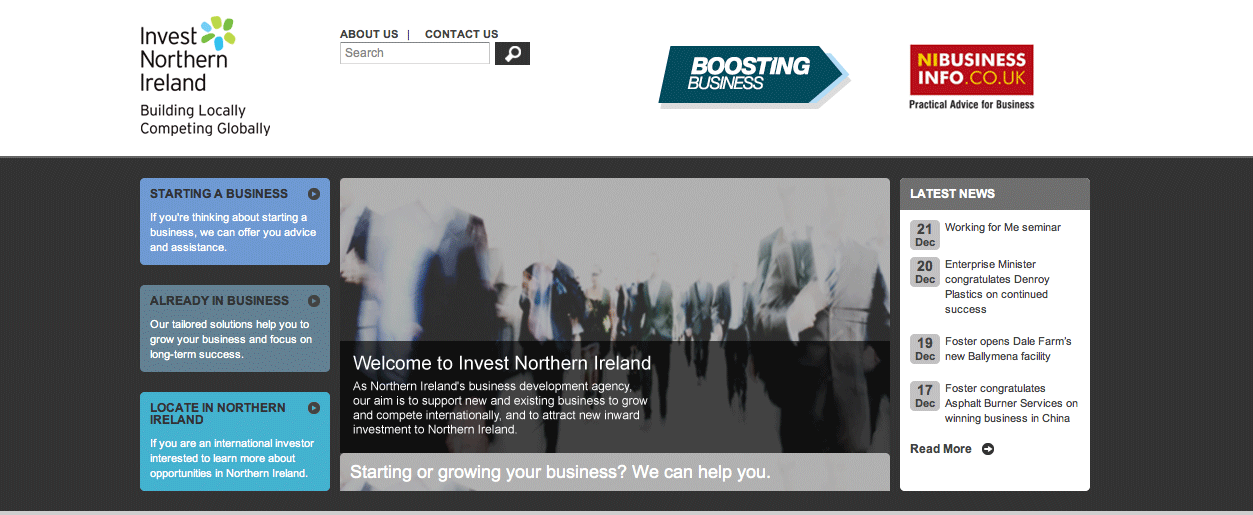 Invest
Northern
Ireland
Building Locally
Competing Globally
ABOUT US | CONTACT US
Search
BOOSTING
BUSINESS
NIBUSINESS
INFO.CO.UK
Practical Advice for Business
STARTING A BUSINESS
If you're thinking about starting a
business, we can offer you advice
and assistance.
ALREADY IN BUSINESS
Our tailored solutions help you to
grow your business and focus on
long-term success.
LOCATE IN NORTHERN
IRELAND
If you are an international investor
interested to learn more about
opportunities in Northern Ireland.
Welcome to Invest Northern Ireland
As Northern Ireland's business development agency,
our aim is to support new and existing business to grow
and compete internationally, and to attract new inward
investment to Northern Ireland.
Starting or growing your business? We can help you.
LATEST NEWS
21
Dec
Working for Me seminar
20
Dec
Enterprise Minister
congratulates Denroy
Plastics on continued
success
19
Dec
Foster opens Dale Farm's
new Ballymena facility
17
Dec
Foster congratulates
Asphalt Burner Services on
winning business in China
Read More